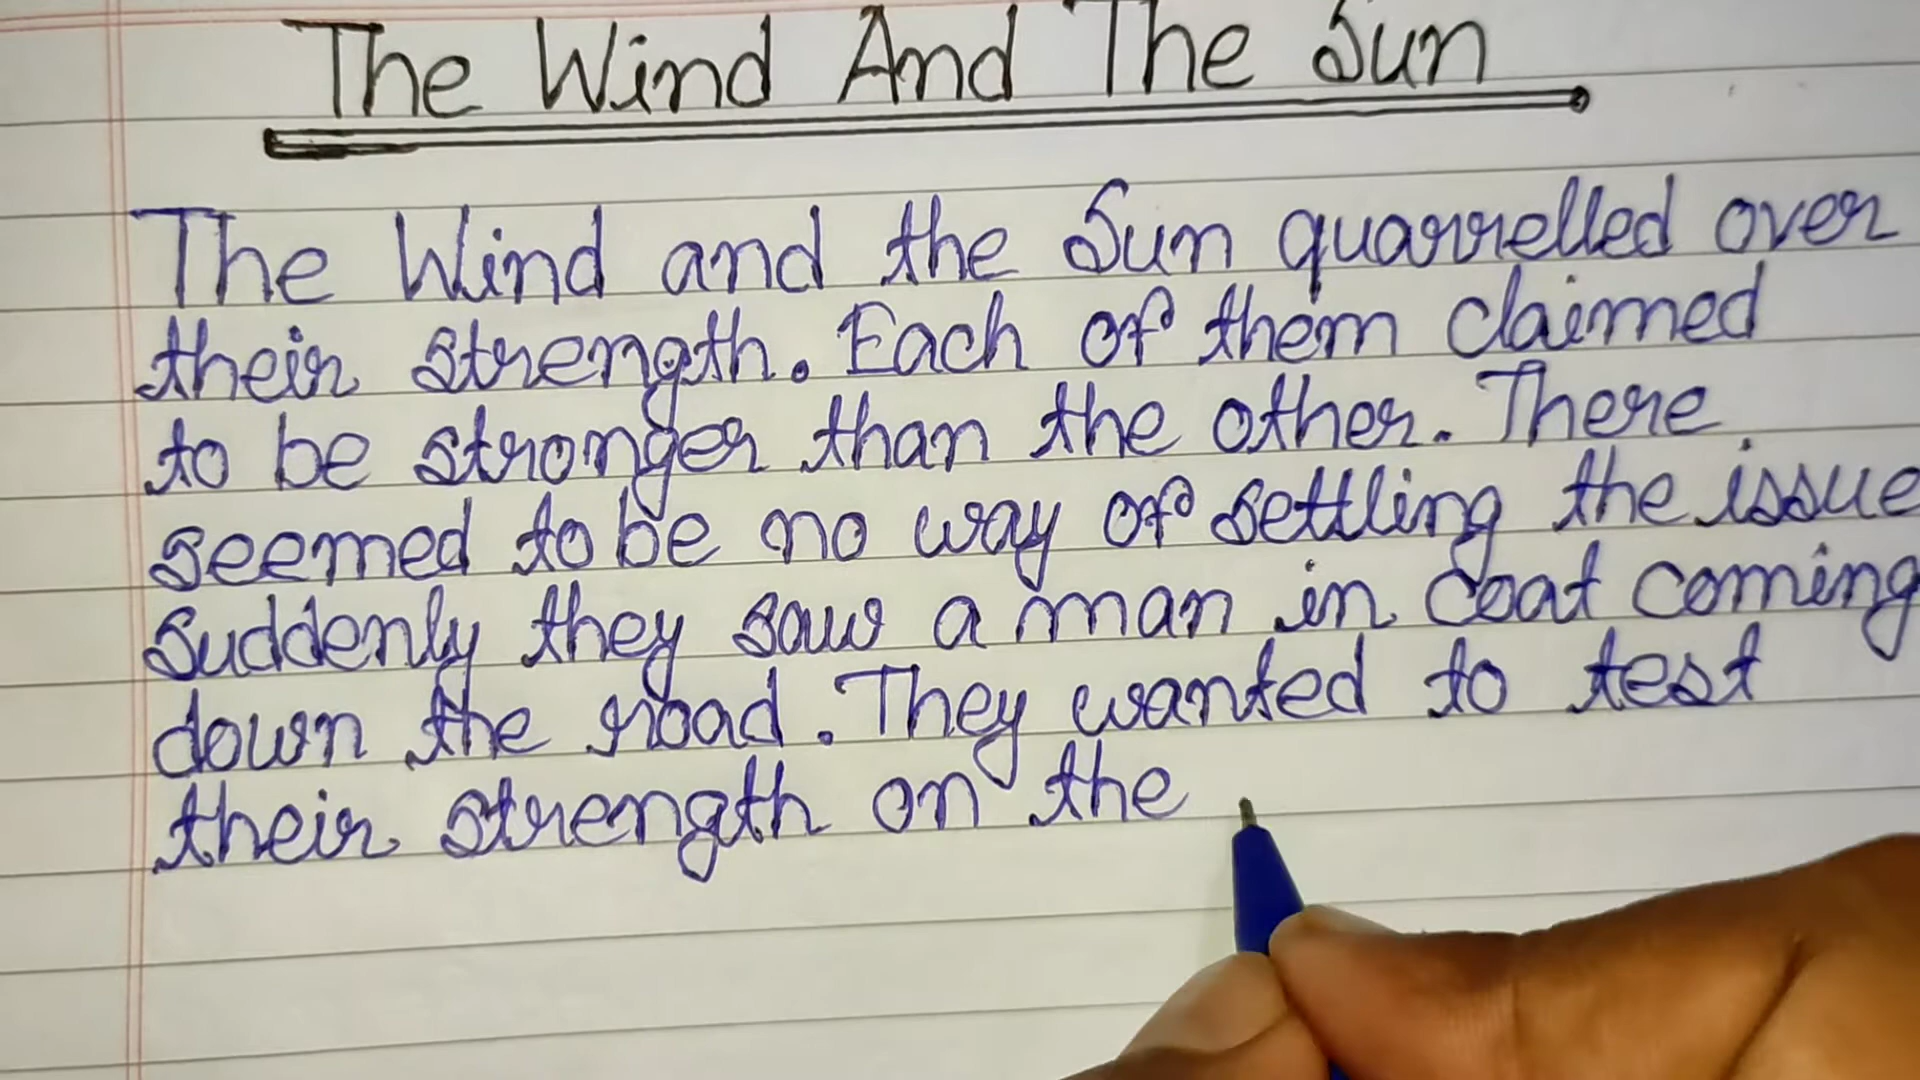 The Wind And The Sun
The Wind and the Sun quarrelled over
their strength. Each of them claimed
to be stronger than the other. There
seemed to be no way of settling the issue
suddenly they saw a man in coat coming
down the road. They wanted to test
their strength on the